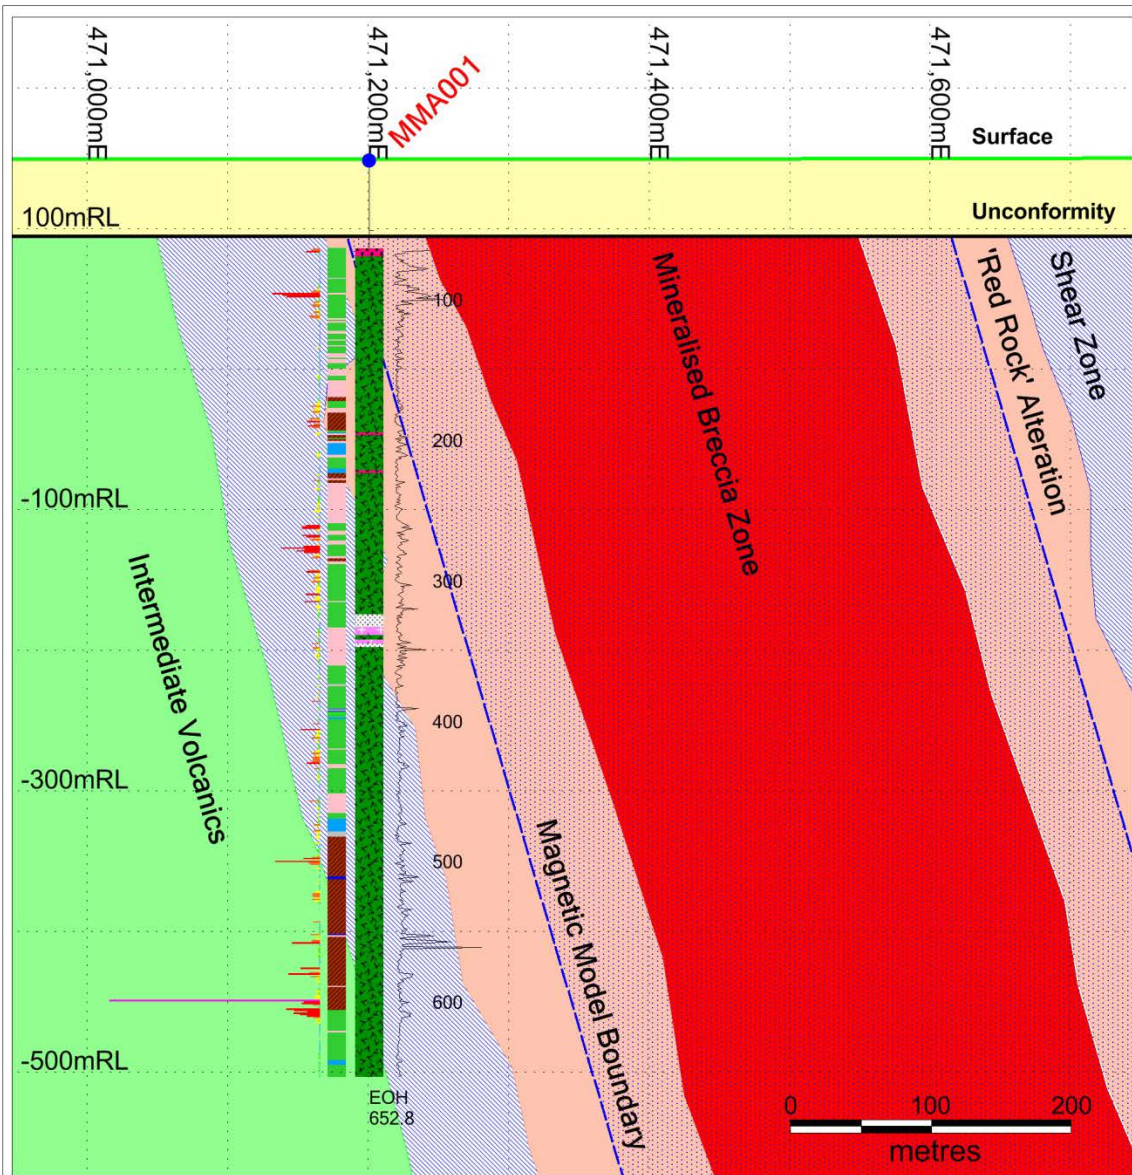 471,000mE
471,200mE
471,400mE
471,600mE
MMA001
Surface
Unconformity
100mRL
-100mRL
-300mRL
-500mRL
Intermediate Volcanics
Mineralised Breccia Zone
'Red Rock' Alteration
Shear Zone
Magnetic Model Boundary
100
200
300
400
500
600
EOH
652.8
0 100 200
metres